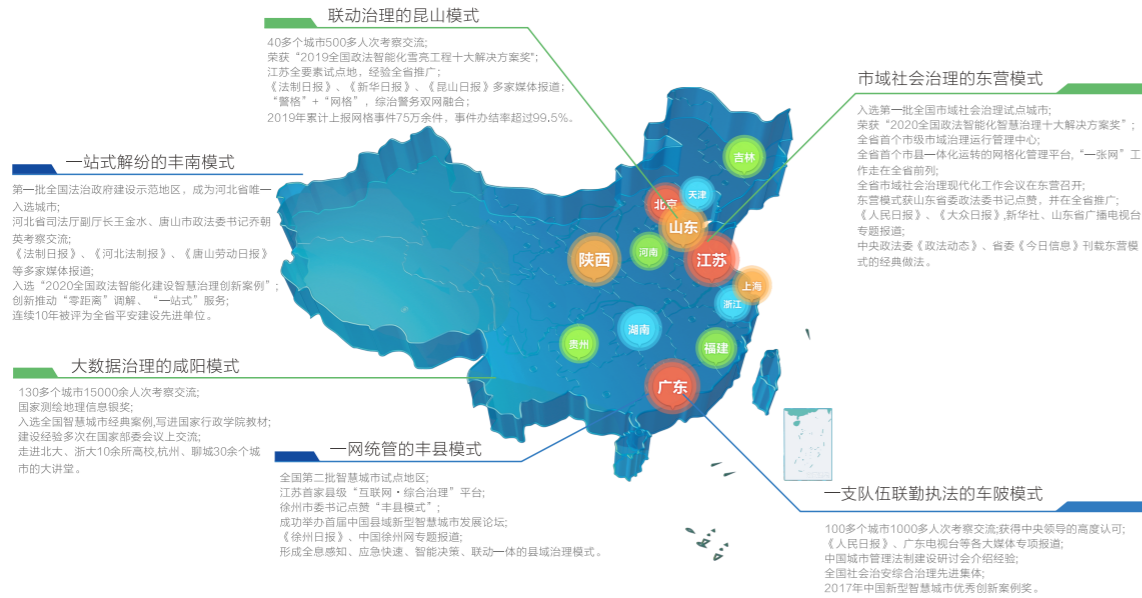 联动治理的昆山模式
40多个城市500多人次考察交流;
荣获“2019全国政法智能化雪亮工程十大解决方案奖”;
江苏全要素试点地，经验全省推广;
《法制日报》、《新华日报》、《昆山日报》多家媒体报道;
“警格”+“网格”，综治警务双网融合;
2019年累计上报网格事件75万余件，事件办结率超过99.5%。
市域社会治理的东营模式
入选第一批全国市域社会治理试点城市;
荣获“2020全国政法智能化智慧治理十大解决方案奖”;
全省首个市级市域治理运行管理中心;
全省首个市县一体化运转的网格化管理平台,“一张网”工
作走在全省前列;
全省市域社会治理现代化工作会议在东营召开;
东营模式获山东省委政法委书记点赞，并在全省推广;
《人民日报》、《大众日报》,新华社、山东省广播电视台
专题报道;
中央政法委《政法动态》、省委《今日信息》刊载东营模
式的经典做法。
一站式解纷的丰南模式
第一批全国法治政府建设示范地区，成为河北省唯一
入选城市;
河北省司法厅副厅长王金水、唐山市政法委书记齐朝
英考察交流;
《法制日报》、《河北法制报》、《唐山劳动日报》
等多家媒体报道;
入选“2020全国政法智能化建设智慧治理创新案例”;
创新推动“零距离”调解、“一站式”服务;
连续10年被评为全省平安建设先进单位。
吉林
天津
北京
山东
河南
陕西
江苏
上海
浙江
湖南
贵州
福建
广东
大数据治理的咸阳模式
130多个城市15000余人次考察交流;
国家测绘地理信息银奖;
入选全国智慧城市经典案例,写进国家行政学院教材;
建设经验多次在国家部委会议上交流;
走进北大、浙大10余所高校,杭州、聊城30余个城
市的大讲堂。
一网统管的丰县模式
全国第二批智慧城市试点地区;
江苏首家县级“互联网·综合治理”平台;
徐州市委书记点赞“丰县模式”;
成功举办首届中国县域新型智慧城市发展论坛;
《徐州日报》、中国徐州网专题报道;
形成全息感知、应急快速、智能决策、联动一体的县域治理模式。
一支队伍联勤执法的车陂模式
100多个城市1000多人次考察交流;获得中央领导的高度认可;
《人民日报》、广东电视台等各大媒体专项报道;
中国城市管理法制建设研讨会介绍经验;
全国社会治安综合治理先进集体;
2017年中国新型智慧城市优秀创新案例奖。